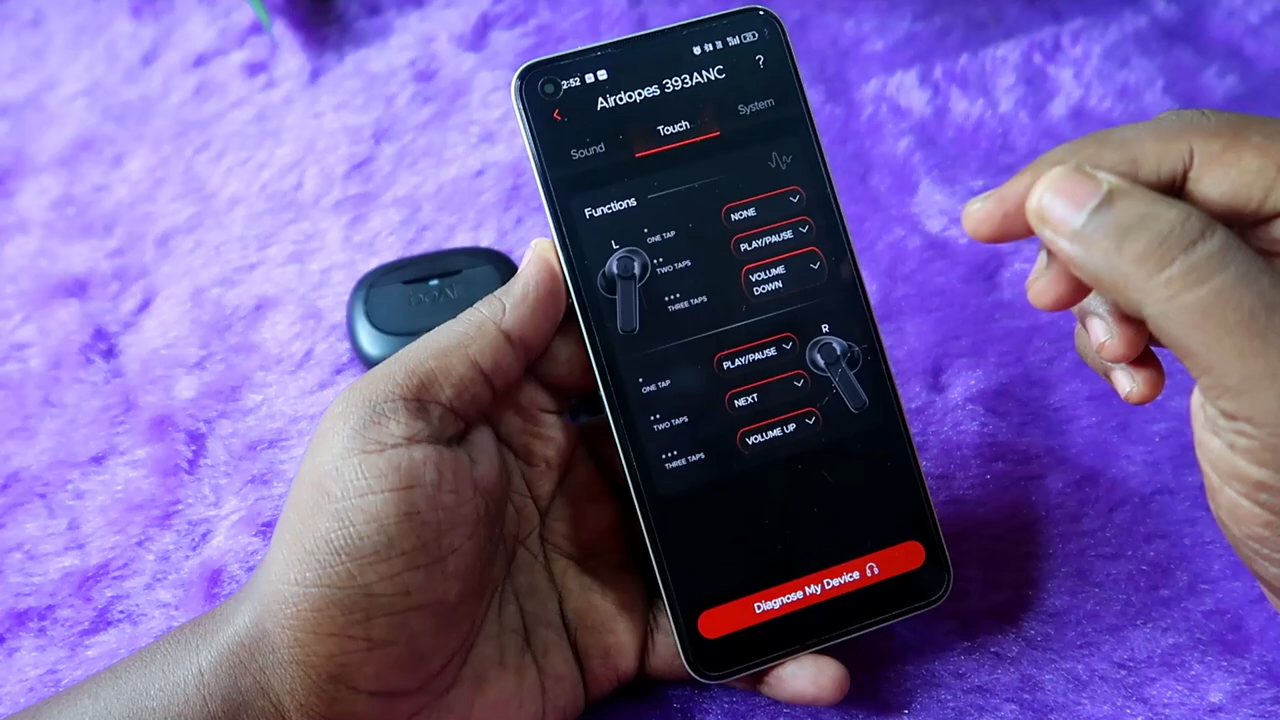 2:52
Airdopes 393ANC
?
Sound
Touch
System
Functions
L
ONE TAP
NONE
TWO TAPS
PLAY/PAUSE
THREE TAPS
VOLUME
DOWN
R
ONE TAP
PLAY/PAUSE
TWO TAPS
NEXT
THREE TAPS
VOLUME UP
Diagnose My Device
boAt